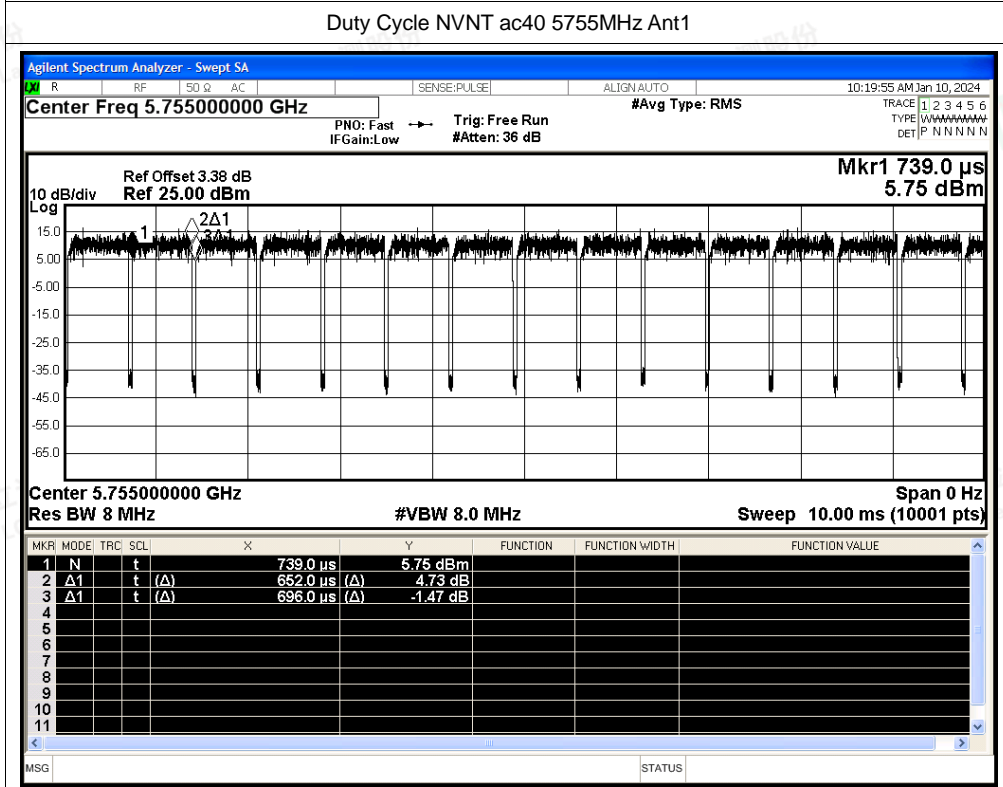 Duty Cycle NVNT ac40 5755MHz Ant1
Agilent Spectrum Analyzer - Swept SA
LXI R RF 50 Ω AC SENSE:PULSE ALIGN AUTO 10:19:55 AM Jan 10, 2024
Center Freq 5.755000000 GHz #Avg Type: RMS TRACE 1 2 3 4 5 6
PNO: Fast Trig: Free Run TYPE W
IFGain:Low #Atten: 36 dB DET P N N N N N
Mkr1 739.0 µs
5.75 dBm
Ref Offset 3.38 dB
10 dB/div Ref 25.00 dBm
Log
15.0
5.00
-5.00
-15.0
-25.0
-35.0
-45.0
-55.0
-65.0
1
2Δ1
3Δ1
Center 5.755000000 GHz Span 0 Hz
Res BW 8 MHz #VBW 8.0 MHz Sweep 10.00 ms (10001 pts)
MKR MODE TRC SCL X Y FUNCTION FUNCTION WIDTH FUNCTION VALUE
1 N t 739.0 µs 5.75 dBm
2 Δ1 t (Δ) 652.0 µs (Δ) 4.73 dB
3 Δ1 t (Δ) 696.0 µs (Δ) -1.47 dB
4
5
6
7
8
9
10
11
MSG STATUS